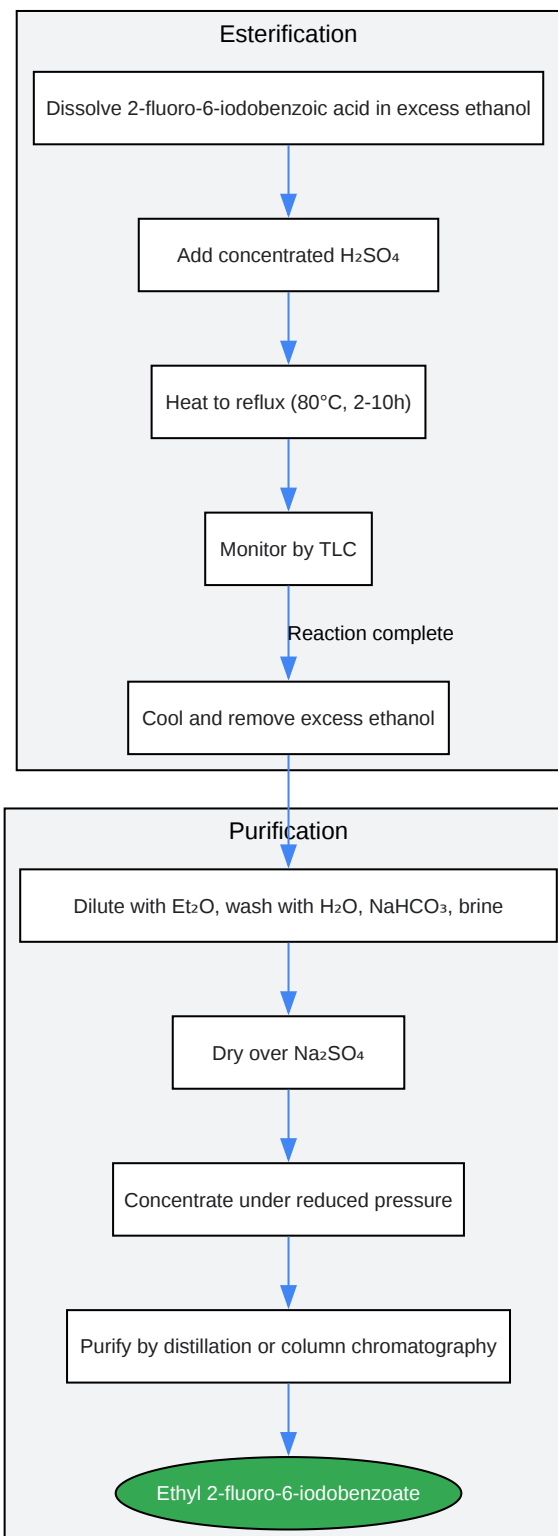 Esterification
Dissolve 2-fluoro-6-iodobenzoic acid in excess ethanol
Add concentrated H₂SO₄
Heat to reflux (80°C, 2-10h)
Monitor by TLC
Reaction complete
Cool and remove excess ethanol
Purification
Dilute with Et₂O, wash with H₂O, NaHCO₃, brine
Dry over Na₂SO₄
Concentrate under reduced pressure
Purify by distillation or column chromatography
Ethyl 2-fluoro-6-iodobenzoate